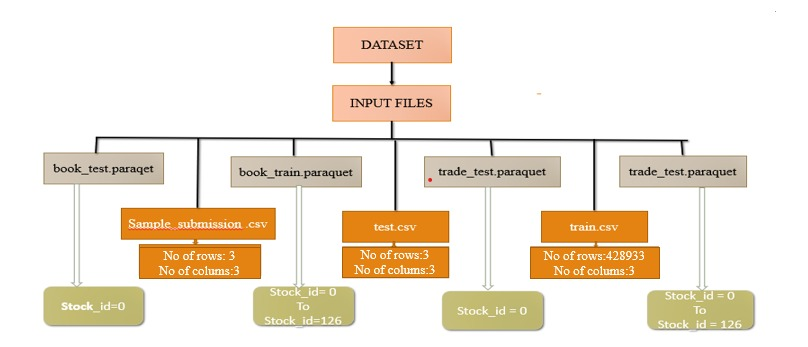 DATASET
INPUT FILES
book_test.paraqet
book_train.paraquet
trade_test.paraquet
trade_test.paraquet
Sample_submission .csv
test.csv
train.csv
No of rows: 3
No of colums:3
No of rows:3
No of colums:3
No of rows:428933
No of colums:3
Stock_id=0
Stock_id= 0
To
Stock_id=126
Stock_id = 0
Stock_id = 0
To
Stock_id = 126